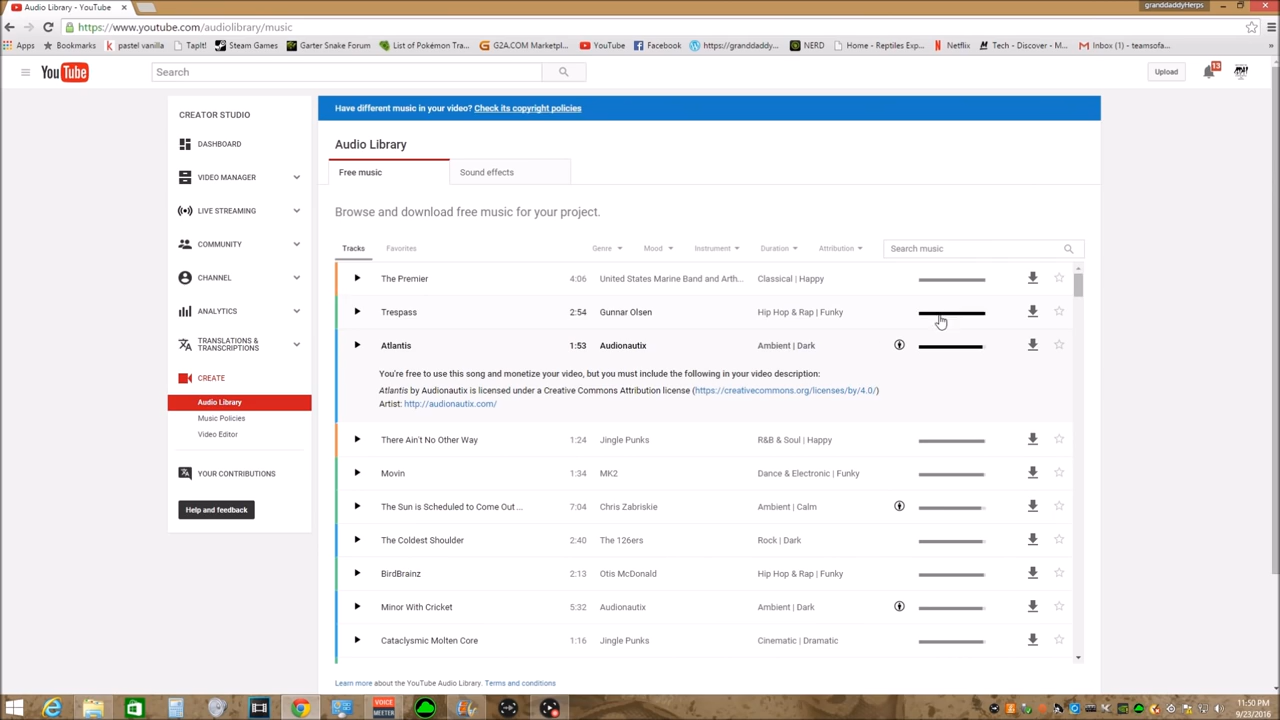 Audio Library - YouTube
granddaddyHerps
https://www.youtube.com/audiolibrary/music
Apps Bookmarks pastel vanilla TapIt! Steam Games Garter Snake Forum List of Pokémon Tra... G2A.COM Marketpl... YouTube Facebook https://granddaddy... NERD Home - Reptiles Exp... Netflix Tech - Discover - M... Inbox (1) - teamsofa...
YouTube Search Upload 13
Have different music in your video? Check its copyright policies
CREATOR STUDIO
DASHBOARD
VIDEO MANAGER
LIVE STREAMING
COMMUNITY
CHANNEL
ANALYTICS
TRANSLATIONS &
TRANSCRIPTIONS
CREATE
Audio Library
Music Policies
Video Editor
YOUR CONTRIBUTIONS
Help and feedback
Audio Library
Free music Sound effects
Browse and download free music for your project.
Tracks Favorites Genre Mood Instrument Duration Attribution Search music
The Premier 4:06 United States Marine Band and Arth... Classical | Happy
Trespass 2:54 Gunnar Olsen Hip Hop & Rap | Funky
Atlantis 1:53 Audionautix Ambient | Dark
You're free to use this song and monetize your video, but you must include the following in your video description:
Atlantis by Audionautix is licensed under a Creative Commons Attribution license (https://creativecommons.org/licenses/by/4.0/)
Artist: http://audionautix.com/
There Ain't No Other Way 1:24 Jingle Punks R&B & Soul | Happy
Movin 1:34 MK2 Dance & Electronic | Funky
The Sun is Scheduled to Come Out ... 7:04 Chris Zabriskie Ambient | Calm
The Coldest Shoulder 2:40 The 126ers Rock | Dark
BirdBrainz 2:13 Otis McDonald Hip Hop & Rap | Funky
Minor With Cricket 5:32 Audionautix Ambient | Dark
Cataclysmic Molten Core 1:16 Jingle Punks Cinematic | Dramatic
Learn more about the YouTube Audio Library. Terms and conditions
VOICE
MEETER
11:50 PM
9/23/2016